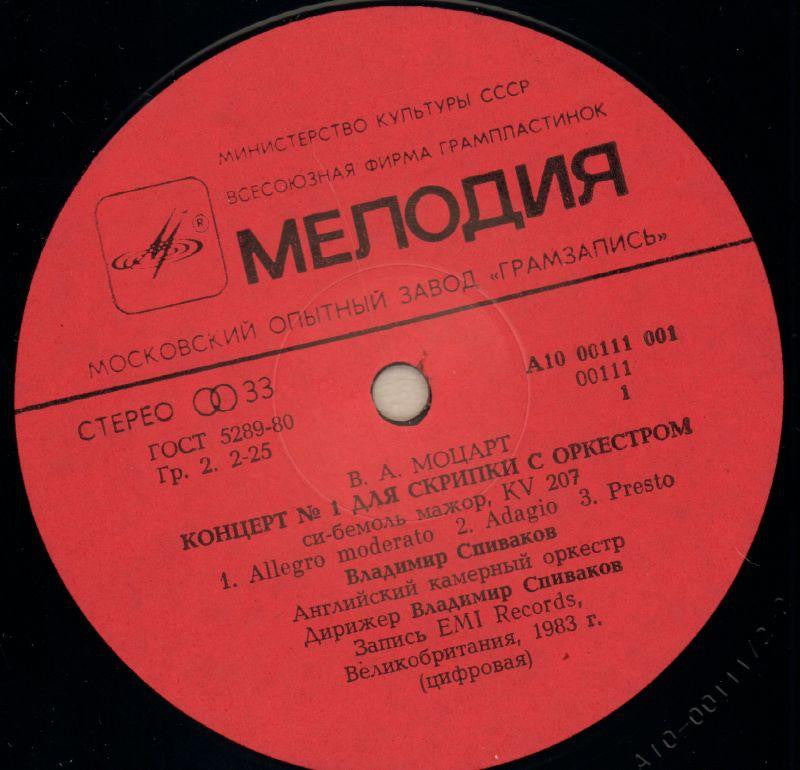 МИНИСТЕРСТВО КУЛЬТУРЫ СССР
ВСЕСОЮЗНАЯ ФИРМА ГРАМПЛАСТИНОК
®
МЕЛОДИЯ
МОСКОВСКИЙ ОПЫТНЫЙ ЗАВОД «ГРАМЗАПИСЬ»
СТЕРЕО 33
ГОСТ 5289-80
Гр. 2. 2-25
А10 00111 001
00111
1
В. А. МОЦАРТ
КОНЦЕРТ № 1 ДЛЯ СКРИПКИ С ОРКЕСТРОМ
си-бемоль мажор, KV 207
1. Allegro moderato 2. Adagio 3. Presto
Владимир Спиваков
Английский камерный оркестр
Дирижер Владимир Спиваков
Запись EMI Records,
Великобритания, 1983 г.
(цифровая)